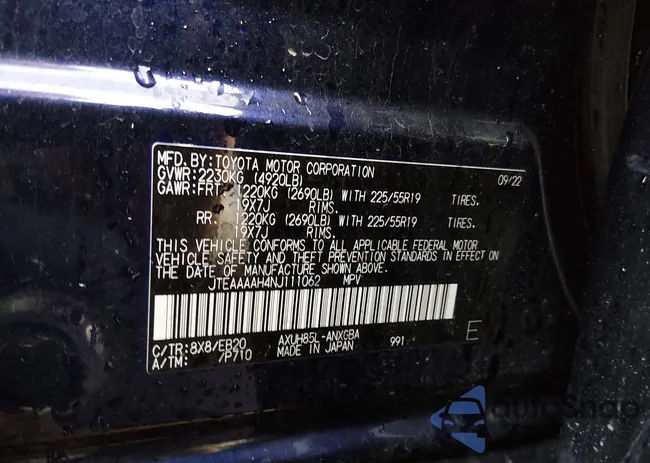 MFD. BY: TOYOTA MOTOR CORPORATION 09/22
GVWR: 2230KG (4920LB)
GAWR: FRT. 1220KG (2690LB) WITH 225/55R19 TIRES.
19X7J RIMS.
RR. 1220KG (2690LB) WITH 225/55R19 TIRES.
19X7J RIMS.
THIS VEHICLE CONFORMS TO ALL APPLICABLE FEDERAL MOTOR
VEHICLE SAFETY AND THEFT PREVENTION STANDARDS IN EFFECT ON
THE DATE OF MANUFACTURE SHOWN ABOVE.
JTEAAAAH4NJ111062 MPV
C/TR: 8X8/EB20 AXUH85L-ANXGBA 991 E
A/TM: /P710 MADE IN JAPAN
autoSnap